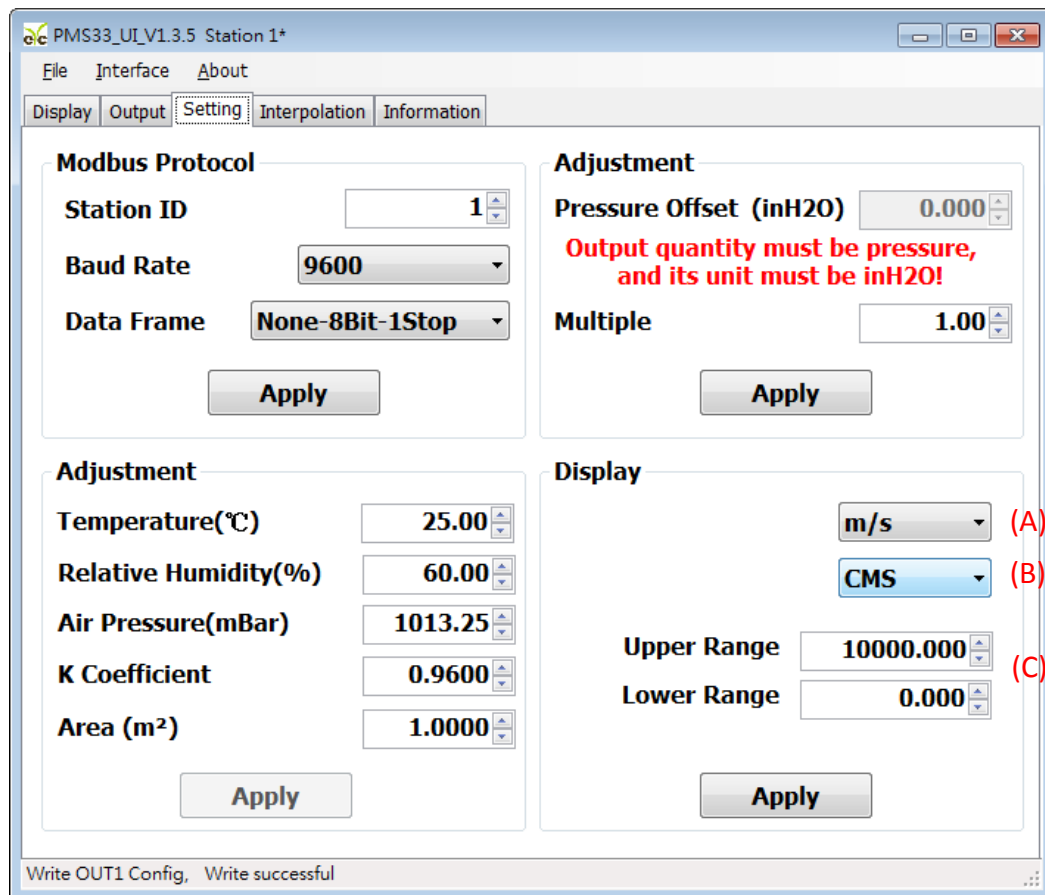 PMS33_UI_V1.3.5 Station 1*
File Interface About
Display Output Setting Interpolation Information
Modbus Protocol
Station ID 1
Baud Rate 9600
Data Frame None-8Bit-1Stop
Apply
Adjustment
Pressure Offset (inH2O) 0.000
Output quantity must be pressure,
and its unit must be inH2O!
Multiple 1.00
Apply
Adjustment
Temperature(℃) 25.00
Relative Humidity(%) 60.00
Air Pressure(mBar) 1013.25
K Coefficient 0.9600
Area (m²) 1.0000
Apply
Display
m/s (A)
CMS (B)
Upper Range 10000.000
(C)
Lower Range 0.000
Apply
Write OUT1 Config, Write successful